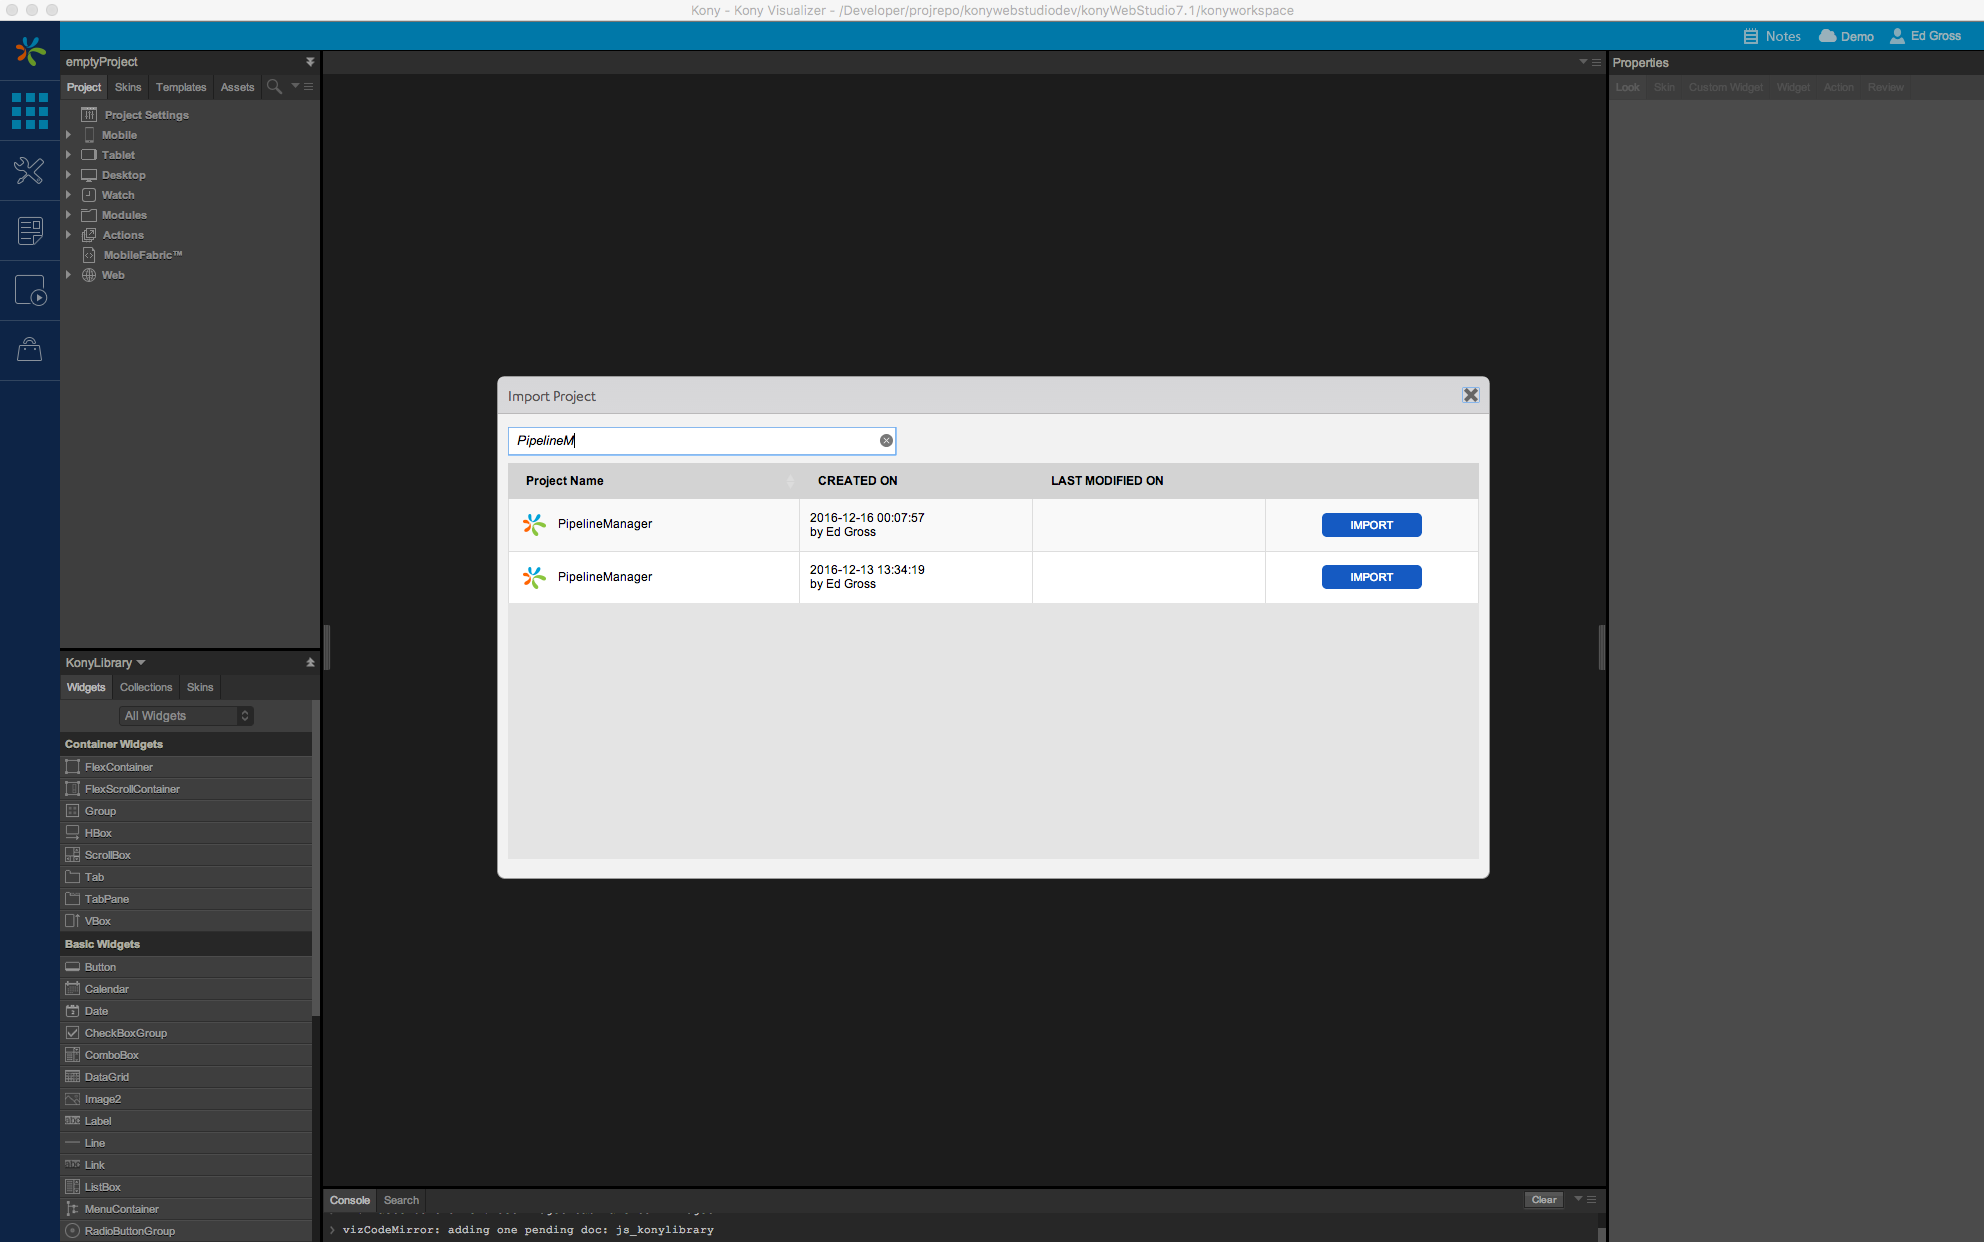 Kony - Kony Visualizer - /Developer/projrepo/konywebstudiodev/konyWebStudio7.1/konyworkspace
Notes Demo Ed Gross
emptyProject
Project Skins Templates Assets
Project Settings
Mobile
Tablet
Desktop
Watch
Modules
Actions
MobileFabric™
Web
KonyLibrary
Widgets Collections Skins
All Widgets
Container Widgets
FlexContainer
FlexScrollContainer
Group
HBox
ScrollBox
Tab
TabPane
VBox
Basic Widgets
Button
Calendar
Date
CheckBoxGroup
ComboBox
DataGrid
Image2
Label
Line
Link
ListBox
MenuContainer
RadioButtonGroup
Import Project
PipelineM
Project Name CREATED ON LAST MODIFIED ON
PipelineManager 2016-12-16 00:07:57 IMPORT
by Ed Gross
PipelineManager 2016-12-13 13:34:19 IMPORT
by Ed Gross
Console Search Clear
vizCodeMirror: adding one pending doc: js_konylibrary
Properties
Look Skin Custom Widget Widget Action Review